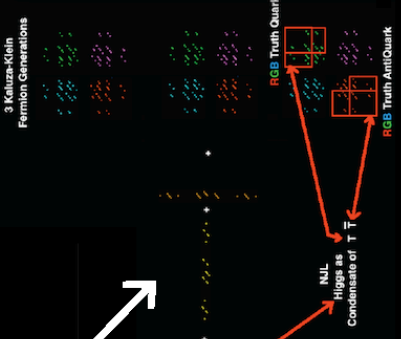 3 Kaluza-Klein
Fermion Generations
RGB Truth Quark
RGB Truth AntiQuark
NJL
Higgs as
Condensate of T T̅